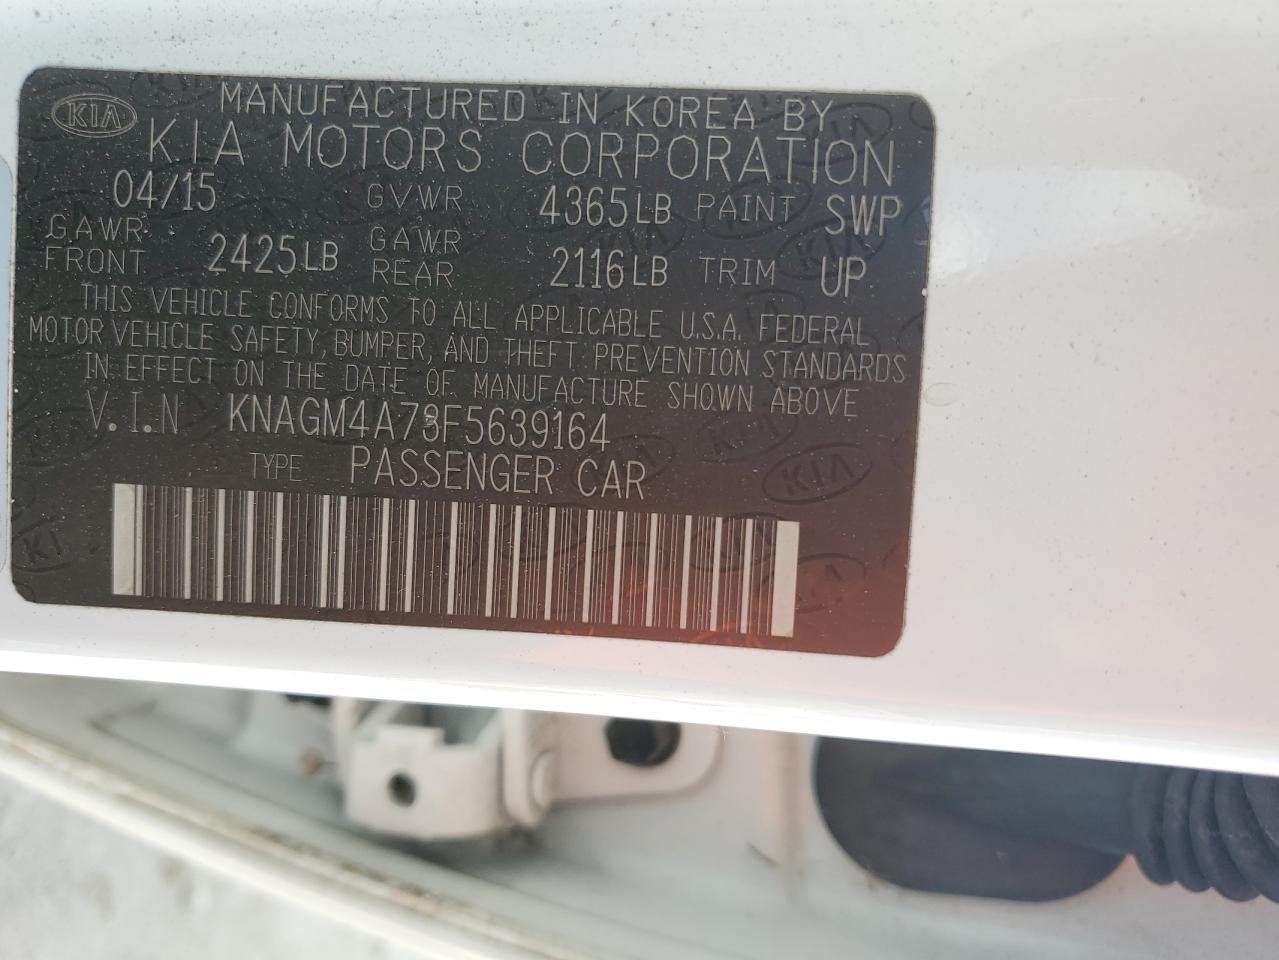 KIA
MANUFACTURED IN KOREA BY
KIA MOTORS CORPORATION
04/15 GVWR 4365LB PAINT SWP
GAWR FRONT 2425LB GAWR REAR 2116LB TRIM UP
THIS VEHICLE CONFORMS TO ALL APPLICABLE U.S.A. FEDERAL
MOTOR VEHICLE SAFETY, BUMPER, AND THEFT PREVENTION STANDARDS
IN EFFECT ON THE DATE OF MANUFACTURE SHOWN ABOVE
V.I.N KNAGM4A73F5639164
TYPE PASSENGER CAR